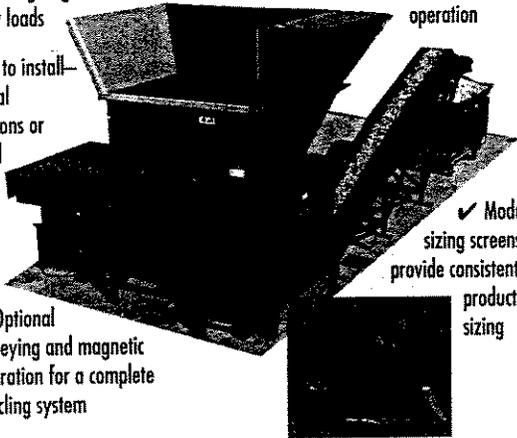 loads
to install—
al
ons or
operation
✔ Mod
sizing screens
provide consistent
product
sizing
Optional
eying and magnetic
ration for a complete
cling system